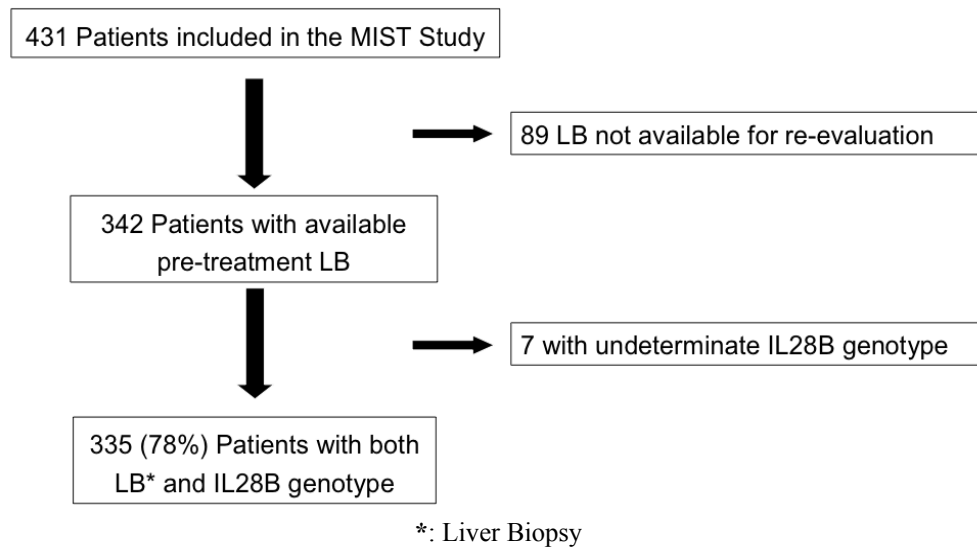 431 Patients included in the MIST Study
89 LB not available for re-evaluation
342 Patients with available
pre-treatment LB
7 with undeterminate IL28B genotype
335 (78%) Patients with both
LB* and IL28B genotype
*: Liver Biopsy